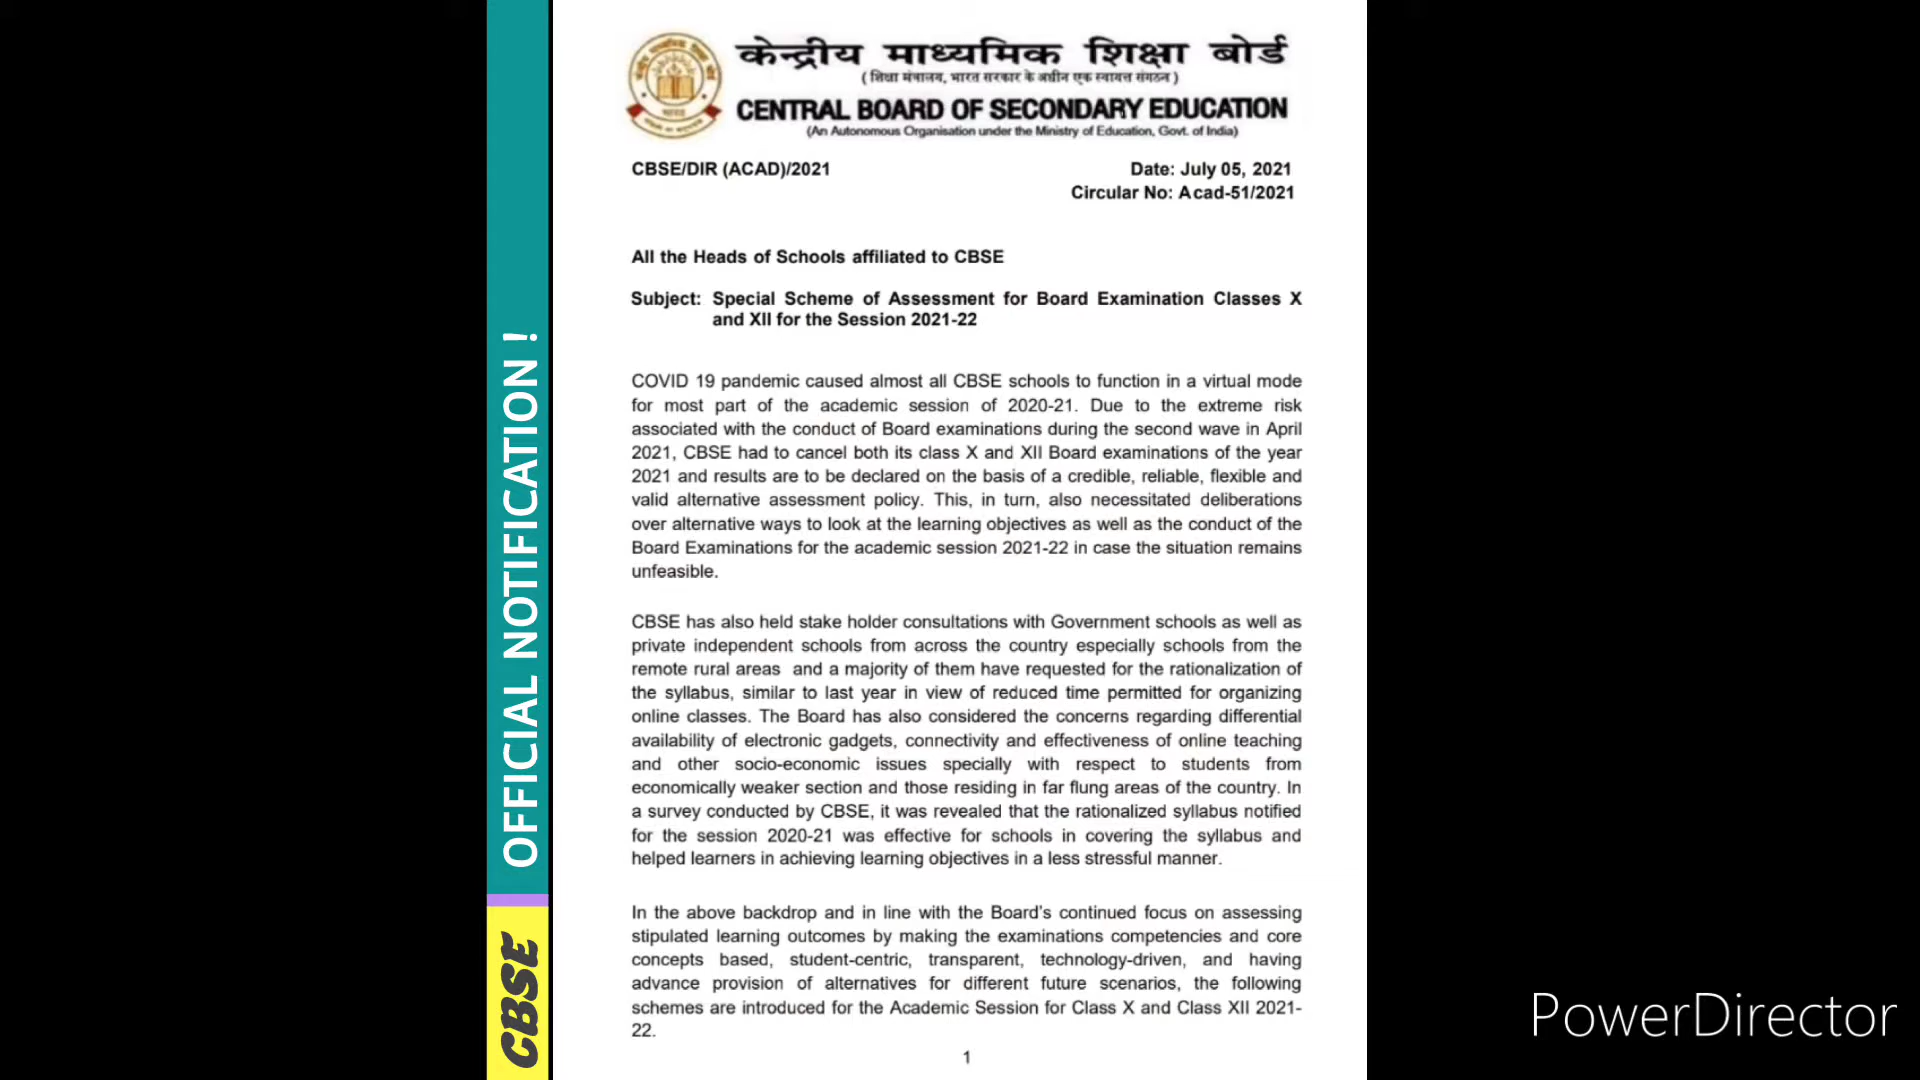 केन्द्रीय माध्यमिक शिक्षा बोर्ड
( शिक्षा मंत्रालय, भारत सरकार के अधीन एक स्वायत्त संगठन )
CENTRAL BOARD OF SECONDARY EDUCATION
(An Autonomous Organisation under the Ministry of Education, Govt. of India)
CBSE/DIR (ACAD)/2021
Date: July 05, 2021
Circular No: Acad-51/2021
All the Heads of Schools affiliated to CBSE
Subject: Special Scheme of Assessment for Board Examination Classes X
and XII for the Session 2021-22
COVID 19 pandemic caused almost all CBSE schools to function in a virtual mode
for most part of the academic session of 2020-21. Due to the extreme risk
associated with the conduct of Board examinations during the second wave in April
2021, CBSE had to cancel both its class X and XII Board examinations of the year
2021 and results are to be declared on the basis of a credible, reliable, flexible and
valid alternative assessment policy. This, in turn, also necessitated deliberations
over alternative ways to look at the learning objectives as well as the conduct of the
Board Examinations for the academic session 2021-22 in case the situation remains
unfeasible.
CBSE has also held stake holder consultations with Government schools as well as
private independent schools from across the country especially schools from the
remote rural areas and a majority of them have requested for the rationalization of
the syllabus, similar to last year in view of reduced time permitted for organizing
online classes. The Board has also considered the concerns regarding differential
availability of electronic gadgets, connectivity and effectiveness of online teaching
and other socio-economic issues specially with respect to students from
economically weaker section and those residing in far flung areas of the country. In
a survey conducted by CBSE, it was revealed that the rationalized syllabus notified
for the session 2020-21 was effective for schools in covering the syllabus and
helped learners in achieving learning objectives in a less stressful manner.
In the above backdrop and in line with the Board's continued focus on assessing
stipulated learning outcomes by making the examinations competencies and core
concepts based, student-centric, transparent, technology-driven, and having
advance provision of alternatives for different future scenarios, the following
schemes are introduced for the Academic Session for Class X and Class XII 2021-
22.
1
CBSE
OFFICIAL NOTIFICATION !
PowerDirector